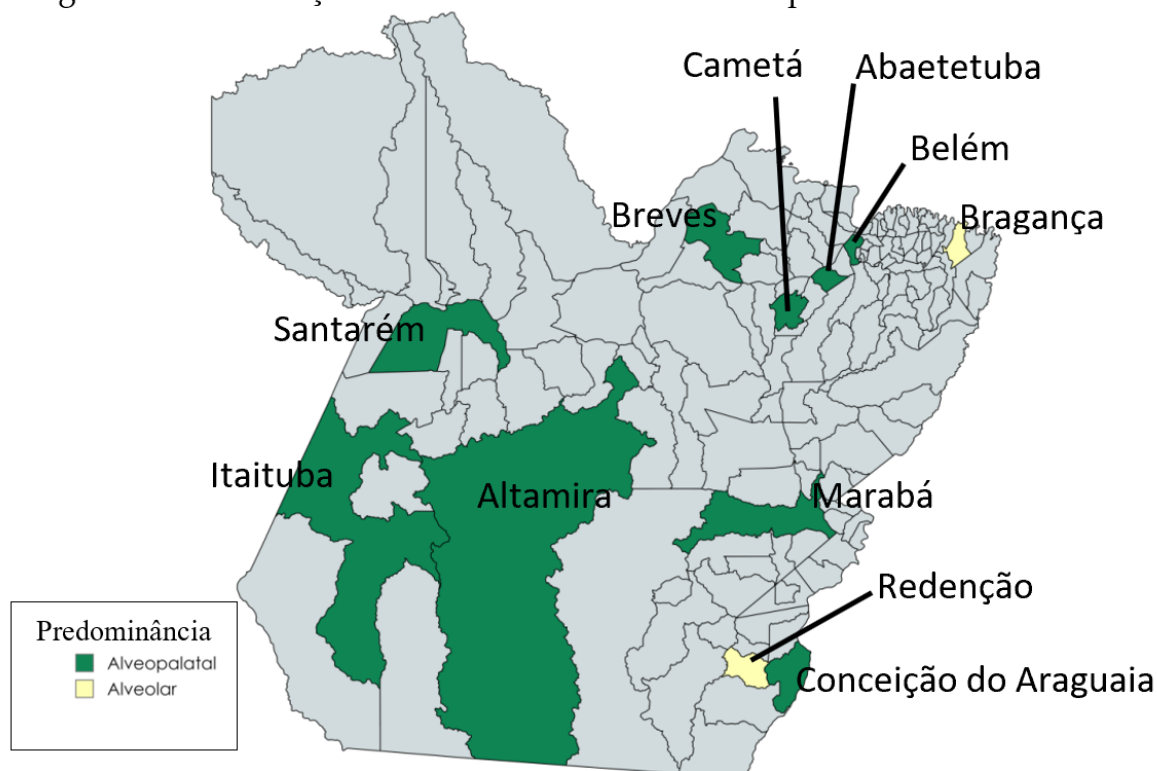 Cametá
Abaetetuba
Belém
Breves
Bragança
Santarém
Itaituba
Altamira
Marabá
Redenção
Conceição do Araguaia
Predominância
Alveopalatal
Alveolar